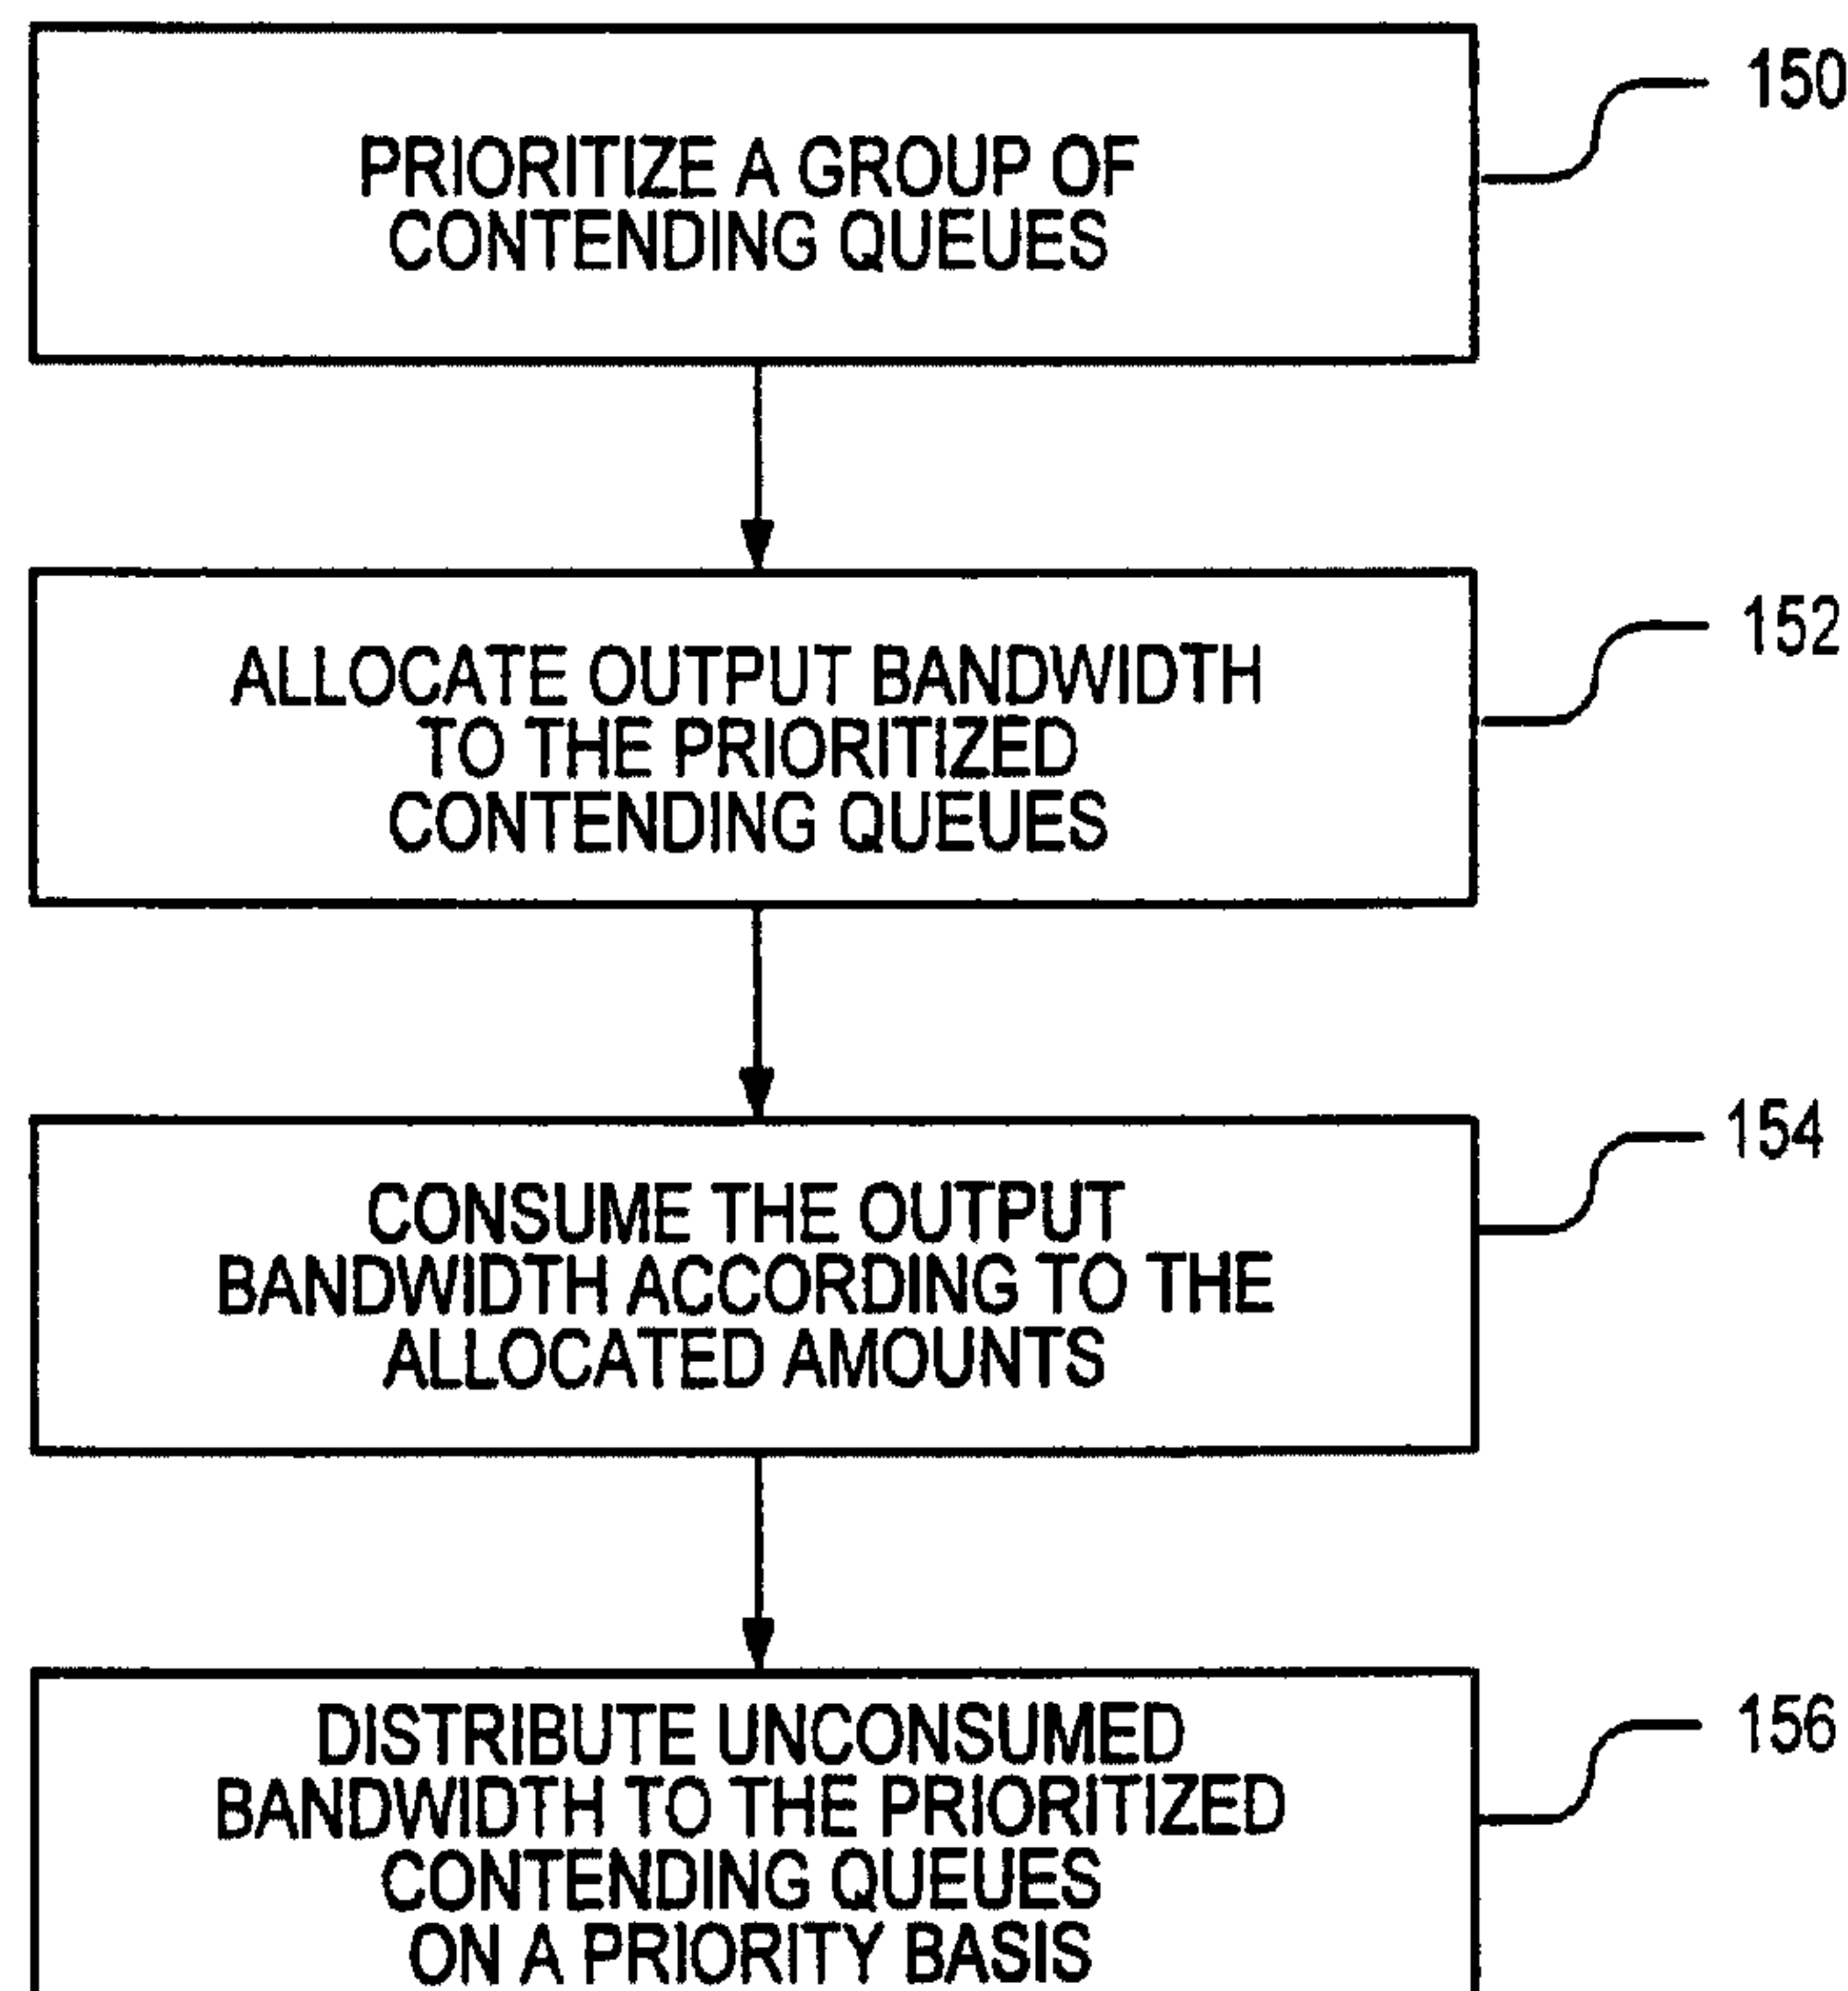 PRIORITIZE A GROUP OF
CONTENDING QUEUES
150
ALLOCATE OUTPUT BANDWIDTH
TO THE PRIORITIZED
CONTENDING QUEUES
152
CONSUME THE OUTPUT
BANDWIDTH ACCORDING TO THE
ALLOCATED AMOUNTS
154
DISTRIBUTE UNCONSUMED
BANDWIDTH TO THE PRIORITIZED
CONTENDING QUEUES
ON A PRIORITY BASIS
156